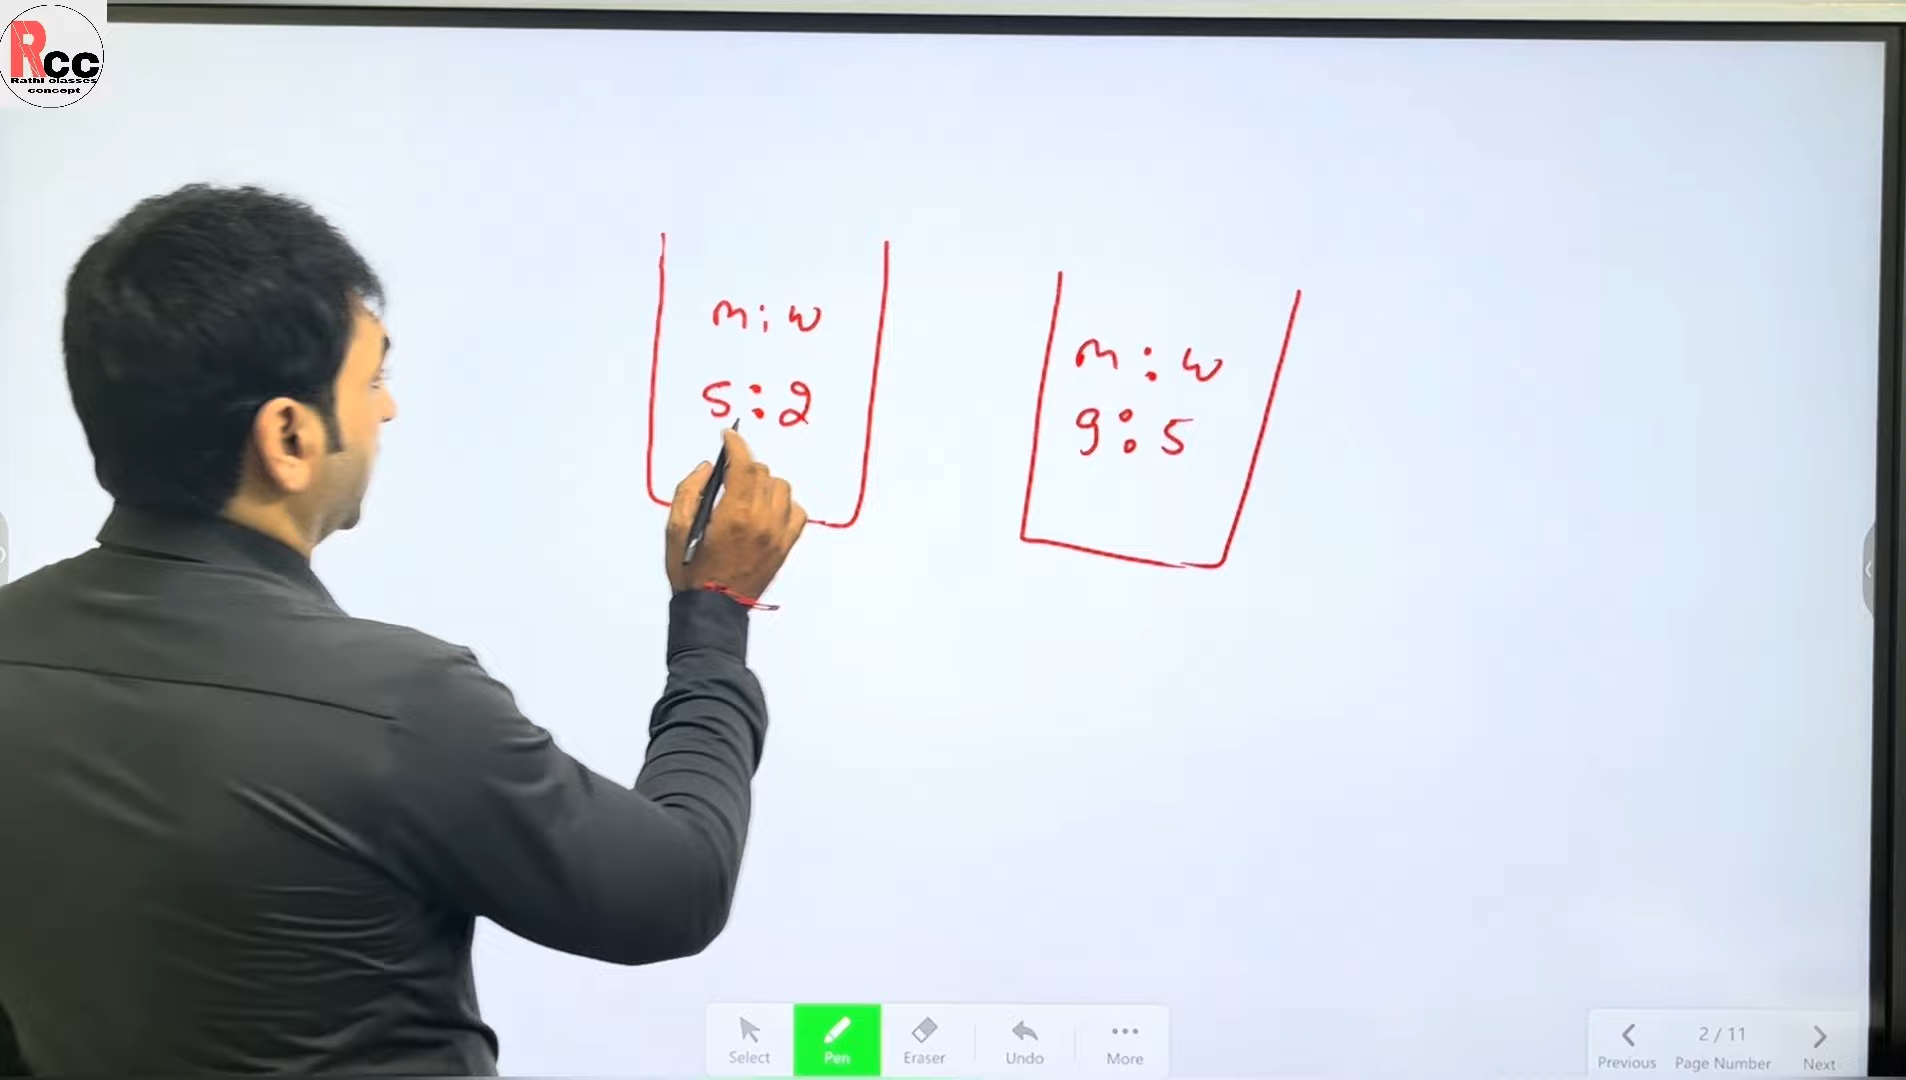 Rcc
Rathi classes
concept
m : w
5 : 2
m : w
9 : 5
Select
Pen
Eraser
Undo
More
2 / 11
Previous
Page Number
Next